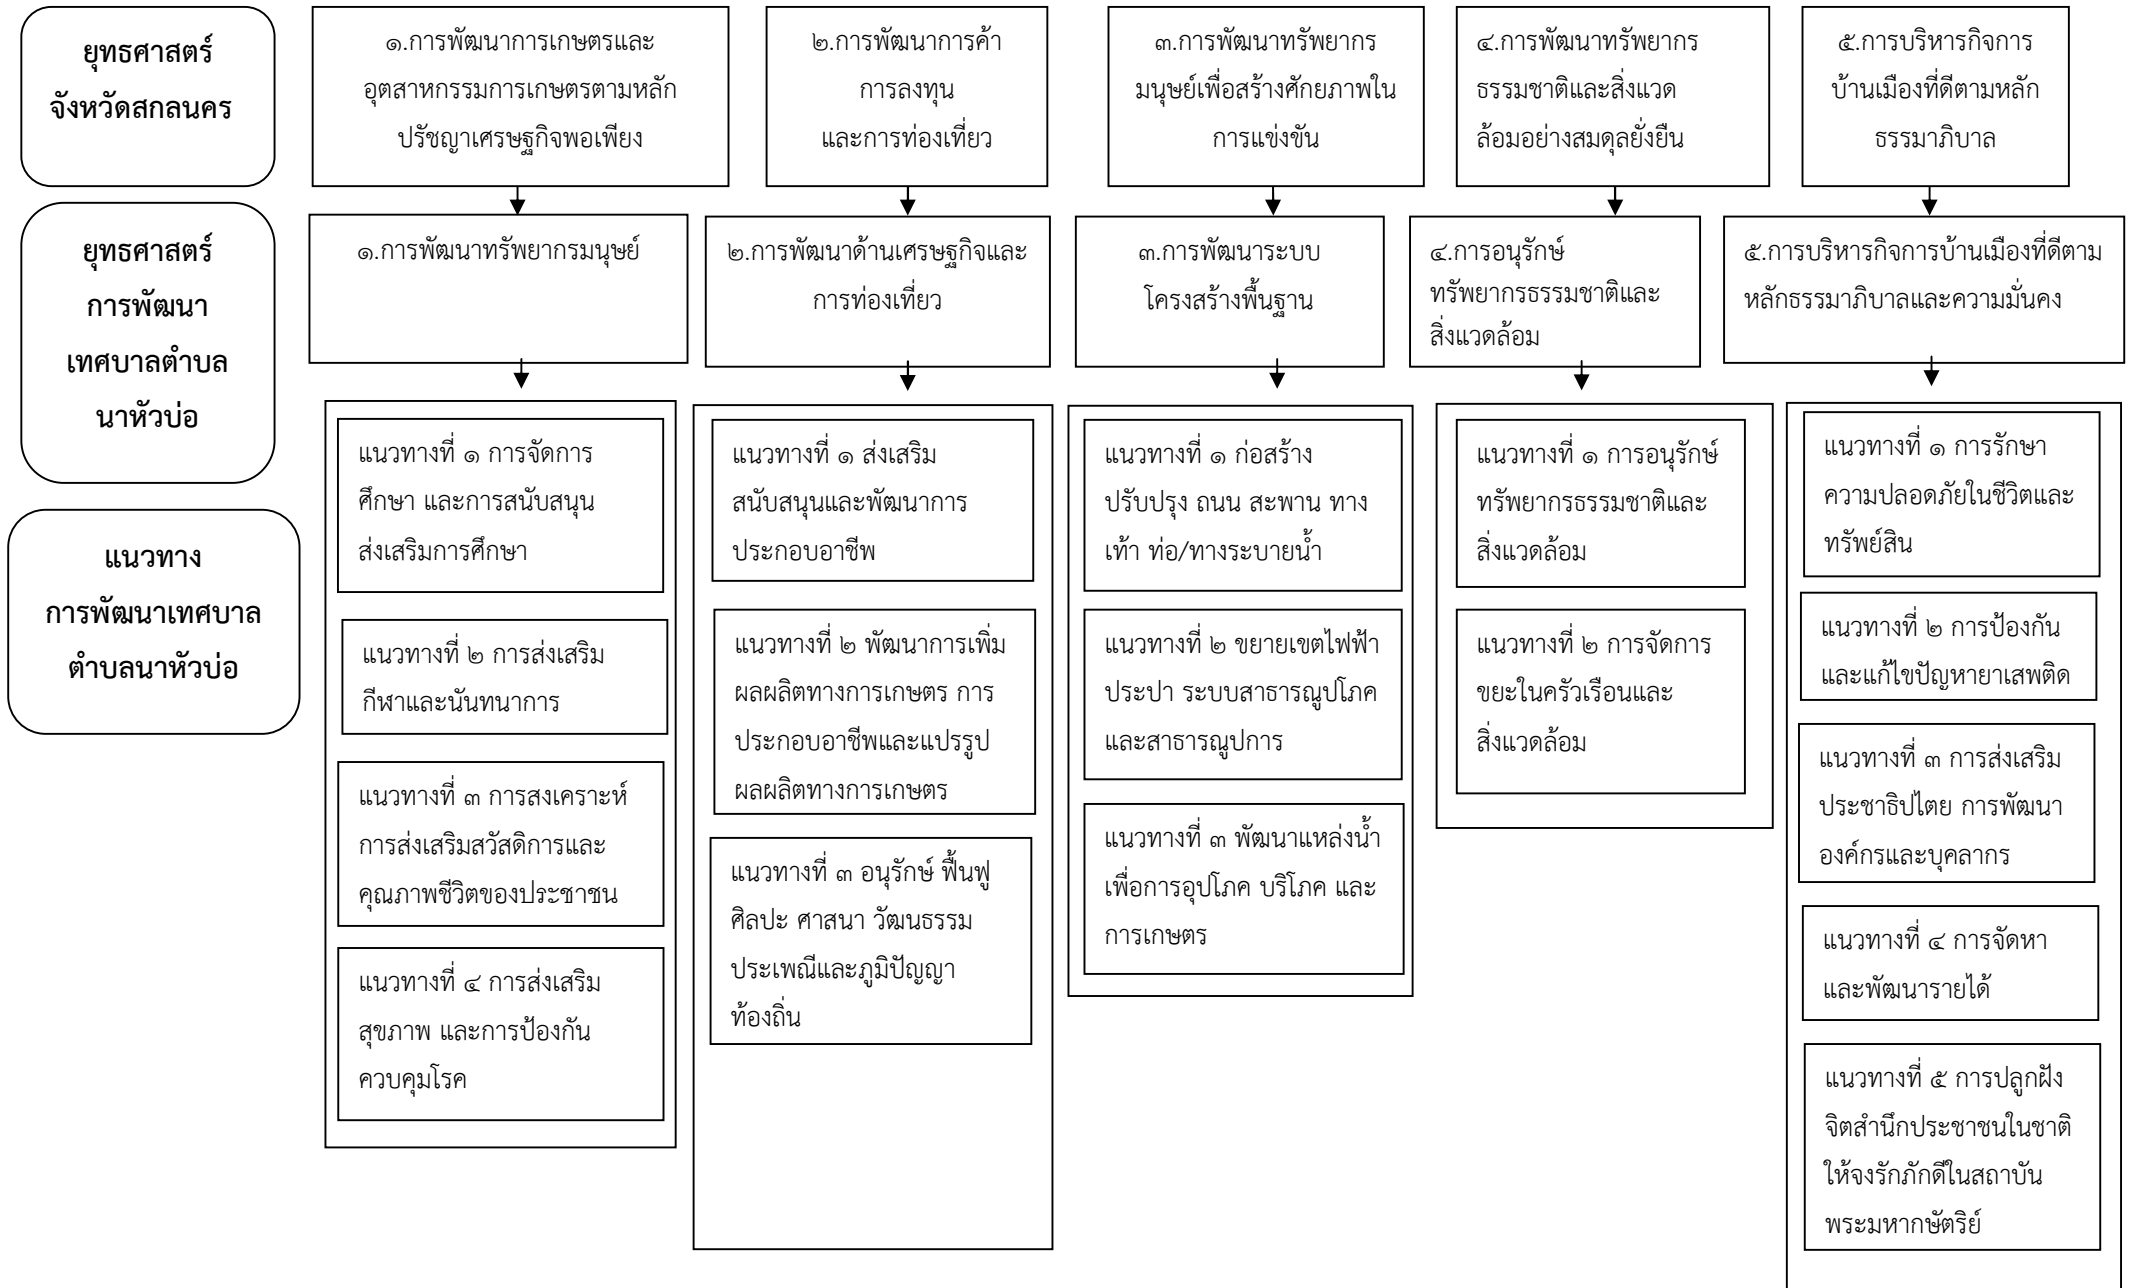 ยุทธศาสตร์
จังหวัดสกลนคร
๑.การพัฒนาการเกษตรและ
อุตสาหกรรมการเกษตรตามหลัก
ปรัชญาเศรษฐกิจพอเพียง
๒.การพัฒนาการค้า
การลงทุน
และการท่องเที่ยว
๓.การพัฒนาทรัพยากร
มนุษย์เพื่อสร้างศักยภาพใน
การแข่งขัน
๔.การพัฒนาทรัพยากร
ธรรมชาติและสิ่งแวด
ล้อมอย่างสมดุลยั่งยืน
๕.การบริหารกิจการ
บ้านเมืองที่ดีตามหลัก
ธรรมาภิบาล
ยุทธศาสตร์
การพัฒนา
เทศบาลตำบล
นาหัวบ่อ
๑.การพัฒนาทรัพยากรมนุษย์
๒.การพัฒนาด้านเศรษฐกิจและ
การท่องเที่ยว
๓.การพัฒนาระบบ
โครงสร้างพื้นฐาน
๔.การอนุรักษ์
ทรัพยากรธรรมชาติและ
สิ่งแวดล้อม
๕.การบริหารกิจการบ้านเมืองที่ดีตาม
หลักธรรมาภิบาลและความมั่นคง
แนวทาง
การพัฒนาเทศบาล
ตำบลนาหัวบ่อ
แนวทางที่ ๑ การจัดการ
ศึกษา และการสนับสนุน
ส่งเสริมการศึกษา
แนวทางที่ ๒ การส่งเสริม
กีฬาและนันทนาการ
แนวทางที่ ๓ การสงเคราะห์
การส่งเสริมสวัสดิการและ
คุณภาพชีวิตของประชาชน
แนวทางที่ ๔ การส่งเสริม
สุขภาพ และการป้องกัน
ควบคุมโรค
แนวทางที่ ๑ ส่งเสริม
สนับสนุนและพัฒนาการ
ประกอบอาชีพ
แนวทางที่ ๒ พัฒนาการเพิ่ม
ผลผลิตทางการเกษตร การ
ประกอบอาชีพและแปรรูป
ผลผลิตทางการเกษตร
แนวทางที่ ๓ อนุรักษ์ ฟื้นฟู
ศิลปะ ศาสนา วัฒนธรรม
ประเพณีและภูมิปัญญา
ท้องถิ่น
แนวทางที่ ๑ ก่อสร้าง
ปรับปรุง ถนน สะพาน ทาง
เท้า ท่อ/ทางระบายน้ำ
แนวทางที่ ๒ ขยายเขตไฟฟ้า
ประปา ระบบสาธารณูปโภค
และสาธารณูปการ
แนวทางที่ ๓ พัฒนาแหล่งน้ำ
เพื่อการอุปโภค บริโภค และ
การเกษตร
แนวทางที่ ๑ การอนุรักษ์
ทรัพยากรธรรมชาติและ
สิ่งแวดล้อม
แนวทางที่ ๒ การจัดการ
ขยะในครัวเรือนและ
สิ่งแวดล้อม
แนวทางที่ ๑ การรักษา
ความปลอดภัยในชีวิตและ
ทรัพย์สิน
แนวทางที่ ๒ การป้องกัน
และแก้ไขปัญหายาเสพติด
แนวทางที่ ๓ การส่งเสริม
ประชาธิปไตย การพัฒนา
องค์กรและบุคลากร
แนวทางที่ ๔ การจัดหา
และพัฒนารายได้
แนวทางที่ ๕ การปลูกฝัง
จิตสำนึกประชาชนในชาติ
ให้จงรักภักดีในสถาบัน
พระมหากษัตริย์